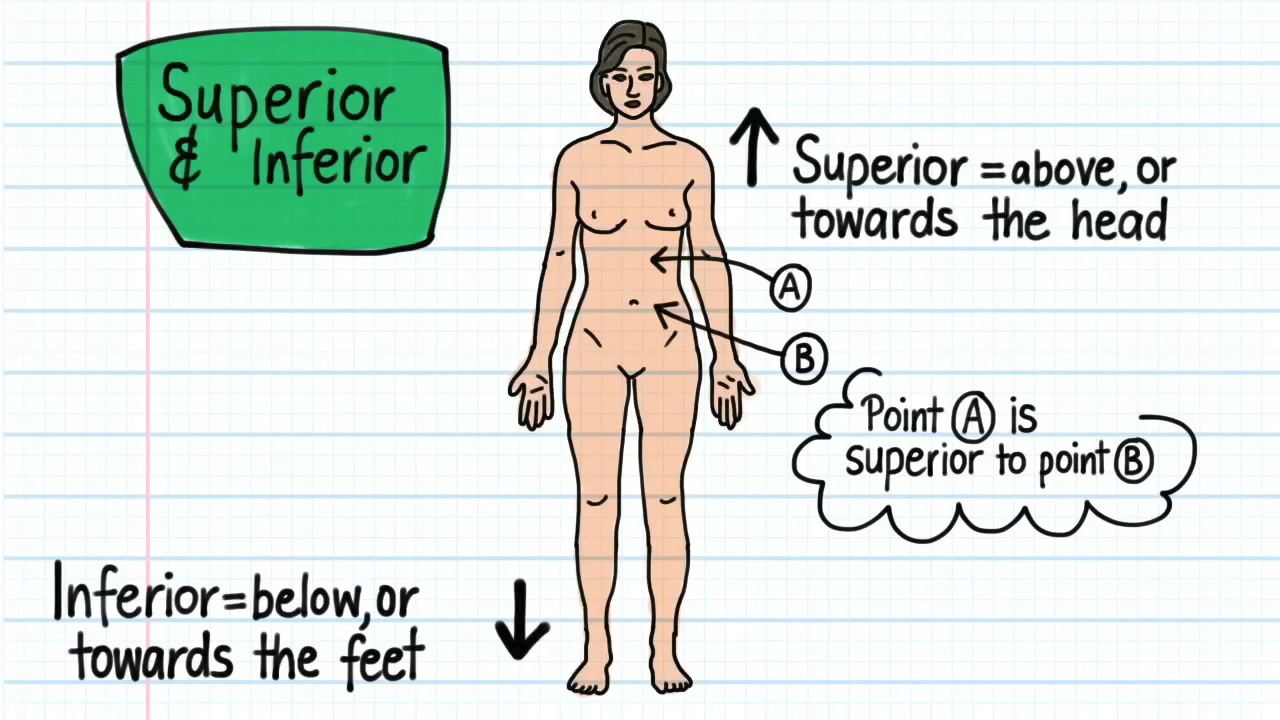 Superior
& Inferior
Superior = above, or
towards the head
A
B
Point A is
superior to point B
Inferior = below, or
towards the feet